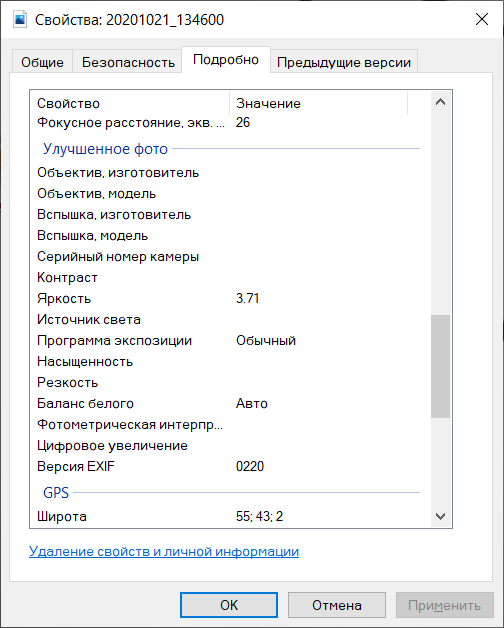 Свойства: 20201021_134600
Общие Безопасность Подробно Предыдущие версии
Свойство Значение
Фокусное расстояние, экв. ... 26
Улучшенное фото
Объектив, изготовитель
Объектив, модель
Вспышка, изготовитель
Вспышка, модель
Серийный номер камеры
Контраст
Яркость 3.71
Источник света
Программа экспозиции Обычный
Насыщенность
Резкость
Баланс белого Авто
Фотометрическая интерпр...
Цифровое увеличение
Версия EXIF 0220
GPS
Широта 55; 43; 2
Удаление свойств и личной информации
OK Отмена Применить